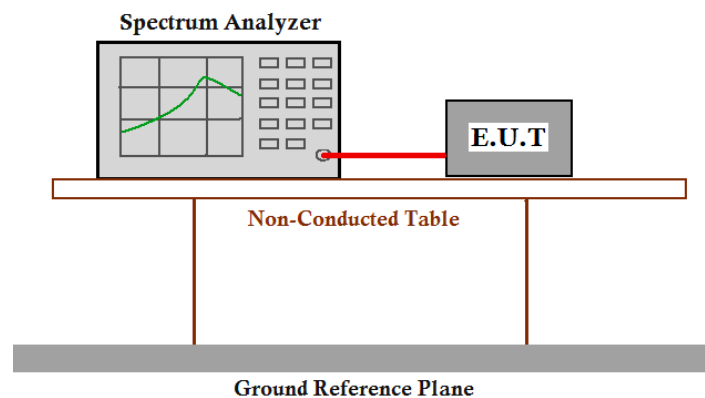 Spectrum Analyzer
E.U.T
Non-Conducted Table
Ground Reference Plane